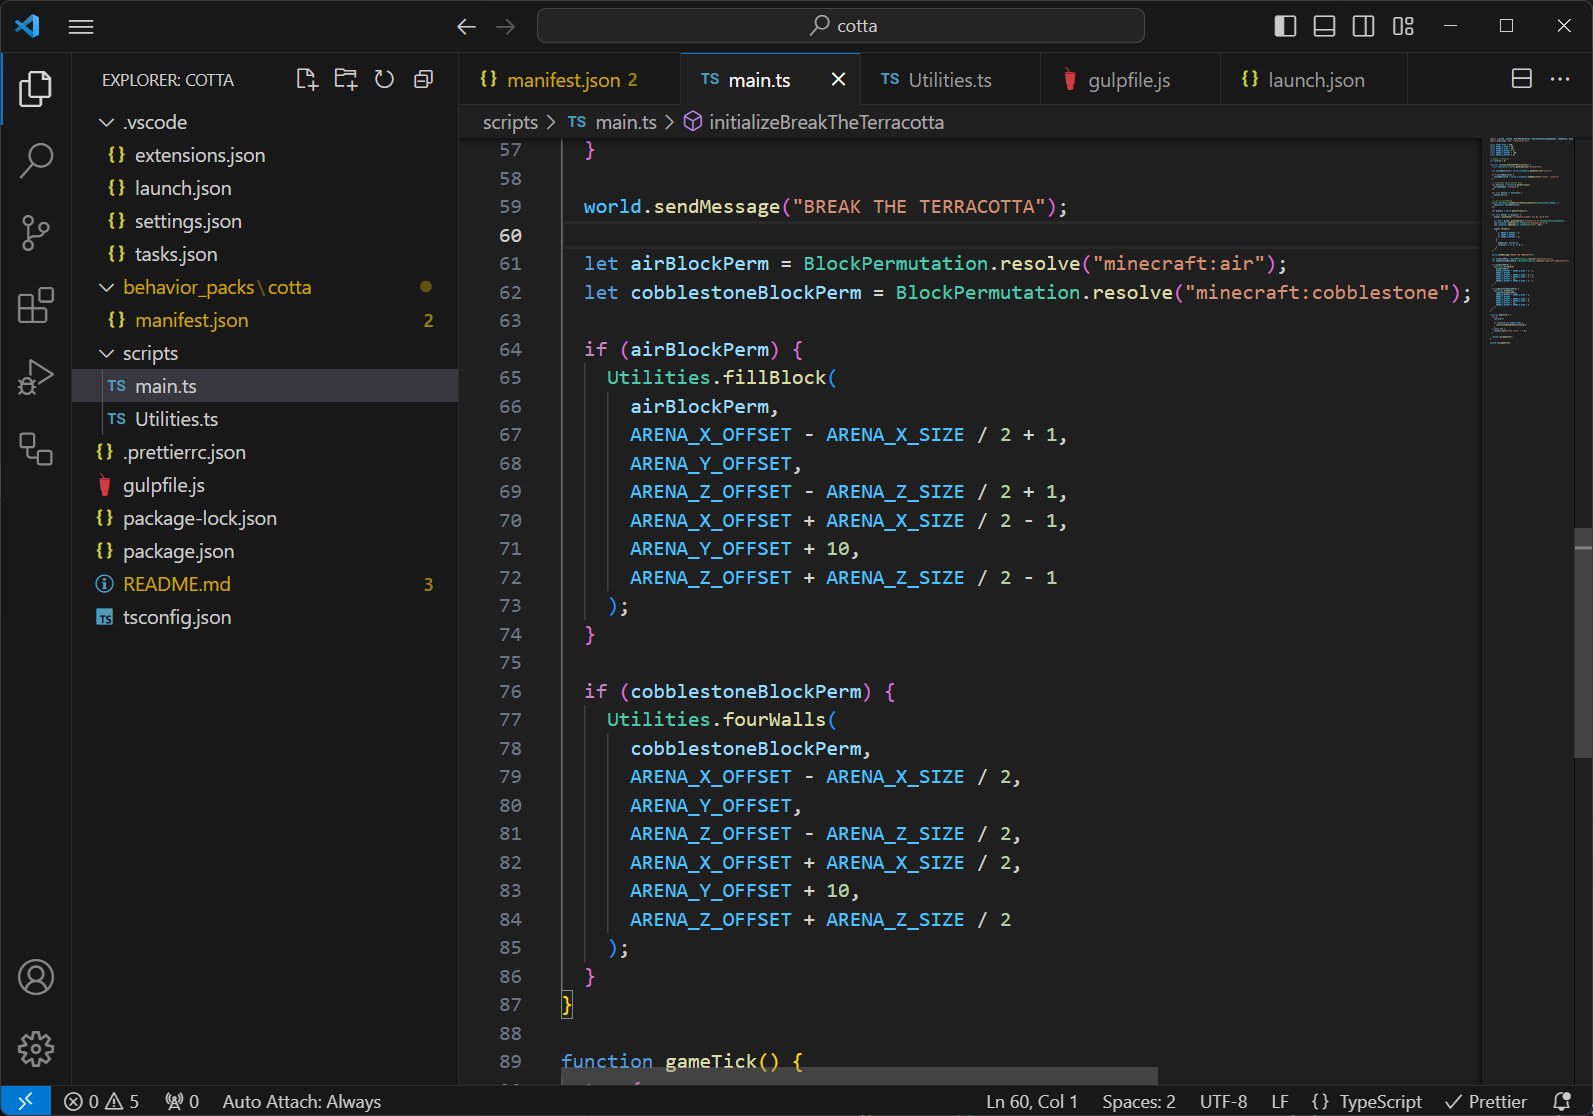 cotta
EXPLORER: COTTA
.vscode
{} extensions.json
{} launch.json
{} settings.json
{} tasks.json
behavior_packs\cotta
{} manifest.json 2
scripts
TS main.ts
TS Utilities.ts
{} .prettierrc.json
gulpfile.js
{} package-lock.json
{} package.json
README.md 3
TS tsconfig.json
{} manifest.json 2
TS main.ts
TS Utilities.ts
gulpfile.js
{} launch.json
scripts > TS main.ts > initializeBreakTheTerracotta
57 }
58
59 world.sendMessage("BREAK THE TERRACOTTA");
60
61 let airBlockPerm = BlockPermutation.resolve("minecraft:air");
62 let cobblestoneBlockPerm = BlockPermutation.resolve("minecraft:cobblestone");
63
64 if (airBlockPerm) {
65 Utilities.fillBlock(
66 airBlockPerm,
67 ARENA_X_OFFSET - ARENA_X_SIZE / 2 + 1,
68 ARENA_Y_OFFSET,
69 ARENA_Z_OFFSET - ARENA_Z_SIZE / 2 + 1,
70 ARENA_X_OFFSET + ARENA_X_SIZE / 2 - 1,
71 ARENA_Y_OFFSET + 10,
72 ARENA_Z_OFFSET + ARENA_Z_SIZE / 2 - 1
73 );
74 }
75
76 if (cobblestoneBlockPerm) {
77 Utilities.fourWalls(
78 cobblestoneBlockPerm,
79 ARENA_X_OFFSET - ARENA_X_SIZE / 2,
80 ARENA_Y_OFFSET,
81 ARENA_Z_OFFSET - ARENA_Z_SIZE / 2,
82 ARENA_X_OFFSET + ARENA_X_SIZE / 2,
83 ARENA_Y_OFFSET + 10,
84 ARENA_Z_OFFSET + ARENA_Z_SIZE / 2
85 );
86 }
87 }
88
89 function gameTick() {
0 5 0 Auto Attach: Always Ln 60, Col 1 Spaces: 2 UTF-8 LF {} TypeScript Prettier